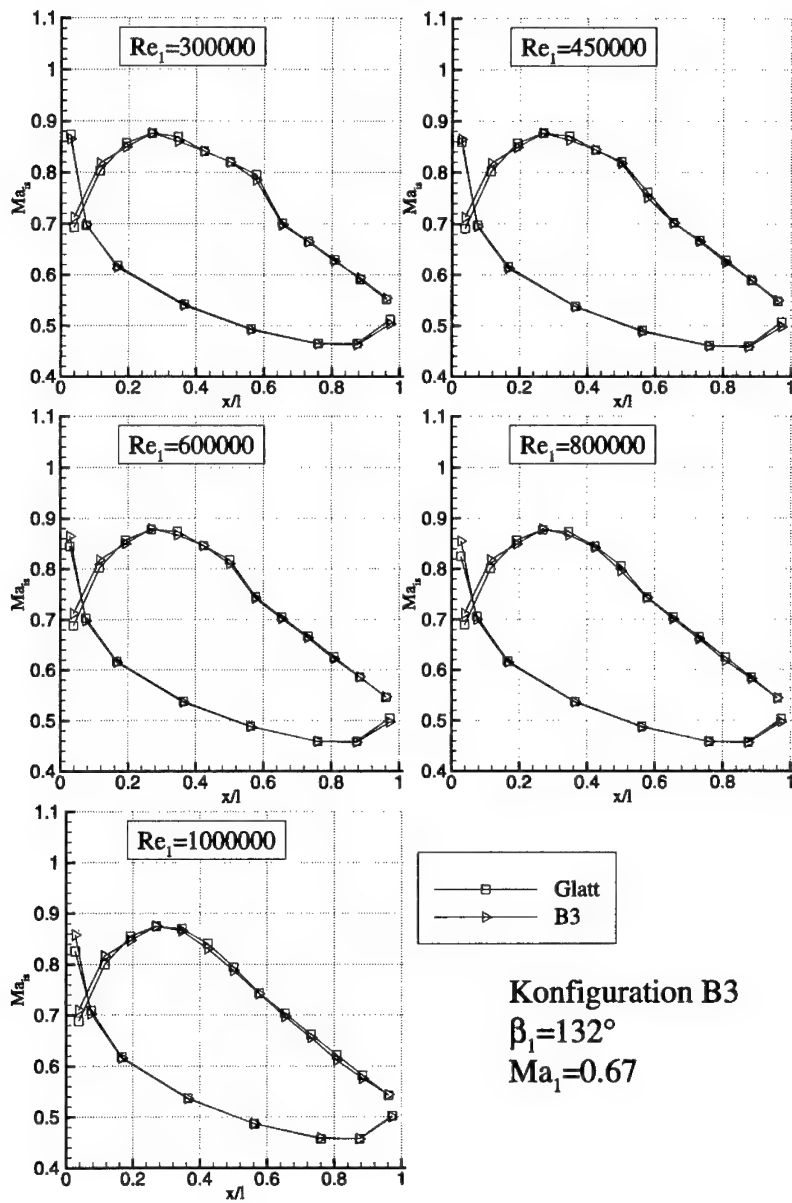 Re₁=300000
1.1
1
0.9
0.8
0.7
0.6
0.5
0.4
Ma_is
0 0.2 0.4 0.6 0.8 1
x/l
Re₁=450000
1.1
1
0.9
0.8
0.7
0.6
0.5
0.4
Ma_is
0 0.2 0.4 0.6 0.8 1
x/l
Re₁=600000
1.1
1
0.9
0.8
0.7
0.6
0.5
0.4
Ma_is
0 0.2 0.4 0.6 0.8 1
x/l
Re₁=800000
1.1
1
0.9
0.8
0.7
0.6
0.5
0.4
Ma_is
0 0.2 0.4 0.6 0.8 1
x/l
Re₁=1000000
1.1
1
0.9
0.8
0.7
0.6
0.5
0.4
Ma_is
0 0.2 0.4 0.6 0.8 1
x/l
Glatt
B3
Konfiguration B3
β₁=132°
Ma₁=0.67